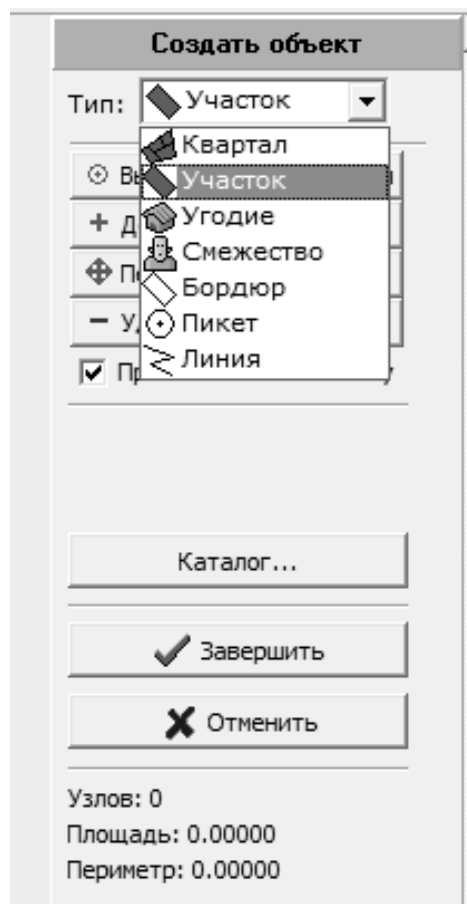 Создать объект
Тип: Участок
Квартал
Участок
Угодие
Смежество
Бордюр
Пикет
Линия
Каталог...
Завершить
Отменить
Узлов: 0
Площадь: 0.00000
Периметр: 0.00000